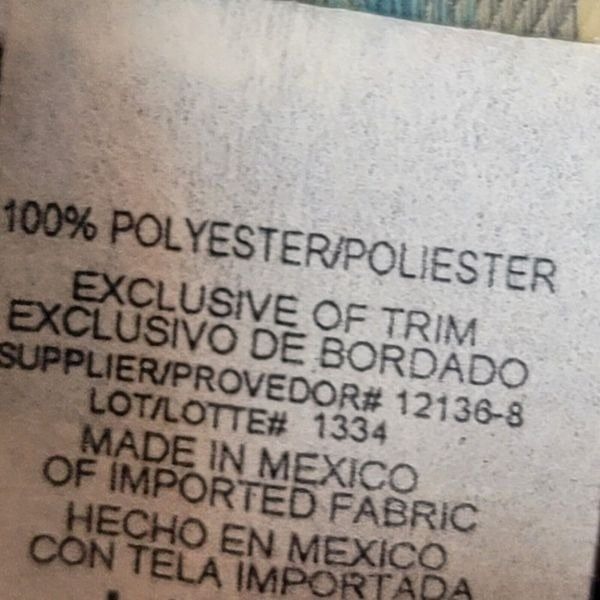 100% POLYESTER/POLIESTER
EXCLUSIVE OF TRIM
EXCLUSIVO DE BORDADO
SUPPLIER/PROVEDOR# 12136-8
LOT/LOTTE# 1334
MADE IN MEXICO
OF IMPORTED FABRIC
HECHO EN MEXICO
CON TELA IMPORTADA